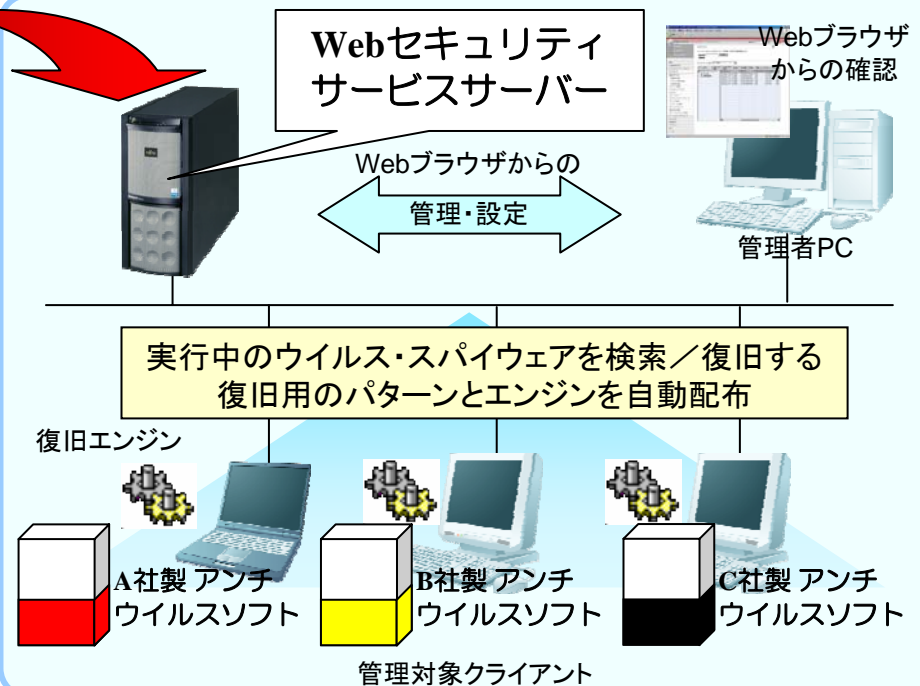 Webセキュリティ
サービスサーバー
Webブラウザ
からの確認
Webブラウザからの
管理・設定
管理者PC
実行中のウイルス・スパイウェアを検索／復旧する
復旧用のパターンとエンジンを自動配布
復旧エンジン
A社製 アンチ
ウイルスソフト
B社製 アンチ
ウイルスソフト
C社製 アンチ
ウイルスソフト
管理対象クライアント